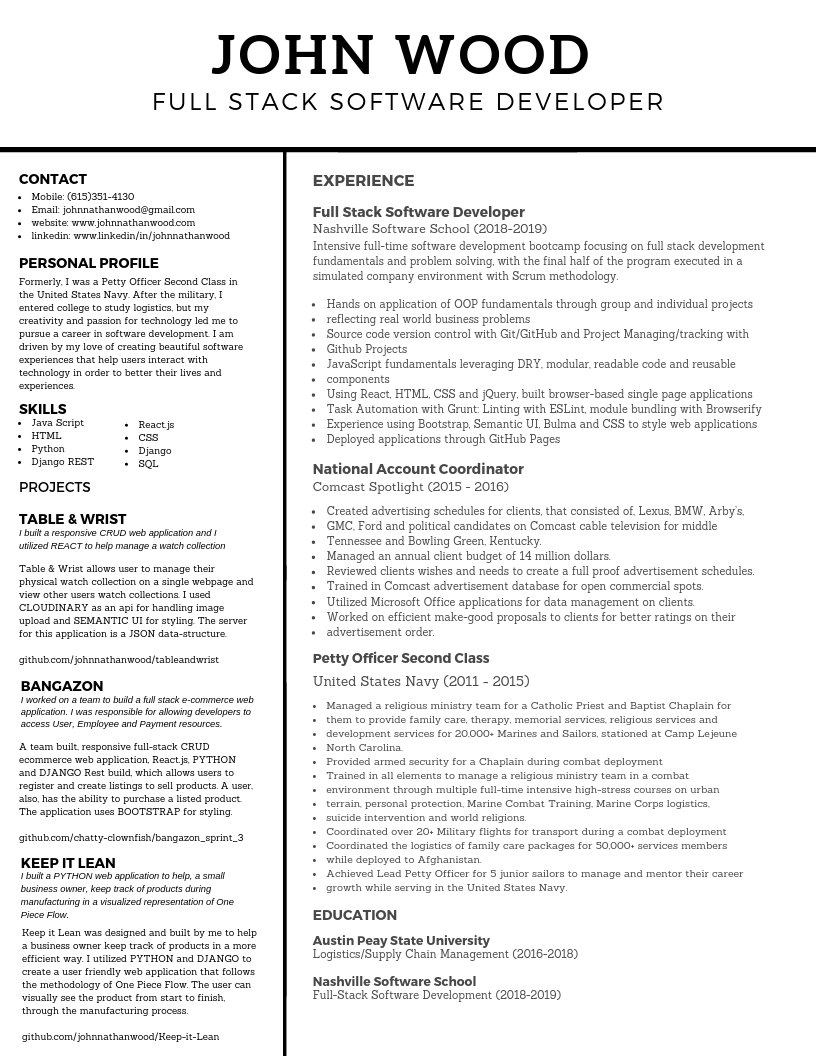 JOHN WOOD
FULL STACK SOFTWARE DEVELOPER
CONTACT
• Mobile: (615)351-4130
• Email: johnnathanwood@gmail.com
• website: www.johnnathanwood.com
• linkedin: www.linkedin/in/johnnathanwood
PERSONAL PROFILE
Formerly, I was a Petty Officer Second Class in
the United States Navy. After the military, I
entered college to study logistics, but my
creativity and passion for technology led me to
pursue a career in software development. I am
driven by my love of creating beautiful software
experiences that help users interact with
technology in order to better their lives and
experiences.
SKILLS
• Java Script
• HTML
• Python
• Django REST
• React.js
• CSS
• Django
• SQL
PROJECTS
TABLE & WRIST
I built a responsive CRUD web application and I
utilized REACT to help manage a watch collection
Table & Wrist allows user to manage their
physical watch collection on a single webpage and
view other users watch collections. I used
CLOUDINARY as an api for handling image
upload and SEMANTIC UI for styling. The server
for this application is a JSON data-structure.
github.com/johnnathanwood/tableandwrist
BANGAZON
I worked on a team to build a full stack e-commerce web
application. I was responsible for allowing developers to
access User, Employee and Payment resources.
A team built, responsive full-stack CRUD
ecommerce web application, React.js, PYTHON
and DJANGO Rest build, which allows users to
register and create listings to sell products. A user,
also, has the ability to purchase a listed product.
The application uses BOOTSTRAP for styling.
github.com/chatty-clownfish/bangazon_sprint_3
KEEP IT LEAN
I built a PYTHON web application to help, a small
business owner, keep track of products during
manufacturing in a visualized representation of One
Piece Flow.
Keep it Lean was designed and built by me to help
a business owner keep track of products in a more
efficient way. I utilized PYTHON and DJANGO to
create a user friendly web application that follows
the methodology of One Piece Flow. The user can
visually see the product from start to finish,
through the manufacturing process.
github.com/johnnathanwood/Keep-it-Lean
EXPERIENCE
Full Stack Software Developer
Nashville Software School (2018-2019)
Intensive full-time software development bootcamp focusing on full stack development
fundamentals and problem solving, with the final half of the program executed in a
simulated company environment with Scrum methodology.
• Hands on application of OOP fundamentals through group and individual projects
• reflecting real world business problems
• Source code version control with Git/GitHub and Project Managing/tracking with
• Github Projects
• JavaScript fundamentals leveraging DRY, modular, readable code and reusable
• components
• Using React, HTML, CSS and jQuery, built browser-based single page applications
• Task Automation with Grunt: Linting with ESLint, module bundling with Browserify
• Experience using Bootstrap, Semantic UI, Bulma and CSS to style web applications
• Deployed applications through GitHub Pages
National Account Coordinator
Comcast Spotlight (2015 - 2016)
• Created advertising schedules for clients, that consisted of, Lexus, BMW, Arby's,
• GMC, Ford and political candidates on Comcast cable television for middle
• Tennessee and Bowling Green, Kentucky.
• Managed an annual client budget of 14 million dollars.
• Reviewed clients wishes and needs to create a full proof advertisement schedules.
• Trained in Comcast advertisement database for open commercial spots.
• Utilized Microsoft Office applications for data management on clients.
• Worked on efficient make-good proposals to clients for better ratings on their
• advertisement order.
Petty Officer Second Class
United States Navy (2011 - 2015)
• Managed a religious ministry team for a Catholic Priest and Baptist Chaplain for
• them to provide family care, therapy, memorial services, religious services and
• development services for 20,000+ Marines and Sailors, stationed at Camp Lejeune
• North Carolina.
• Provided armed security for a Chaplain during combat deployment
• Trained in all elements to manage a religious ministry team in a combat
• environment through multiple full-time intensive high-stress courses on urban
• terrain, personal protection, Marine Combat Training, Marine Corps logistics,
• suicide intervention and world religions.
• Coordinated over 20+ Military flights for transport during a combat deployment
• Coordinated the logistics of family care packages for 50,000+ services members
• while deployed to Afghanistan.
• Achieved Lead Petty Officer for 5 junior sailors to manage and mentor their career
• growth while serving in the United States Navy.
EDUCATION
Austin Peay State University
Logistics/Supply Chain Management (2016-2018)
Nashville Software School
Full-Stack Software Development (2018-2019)